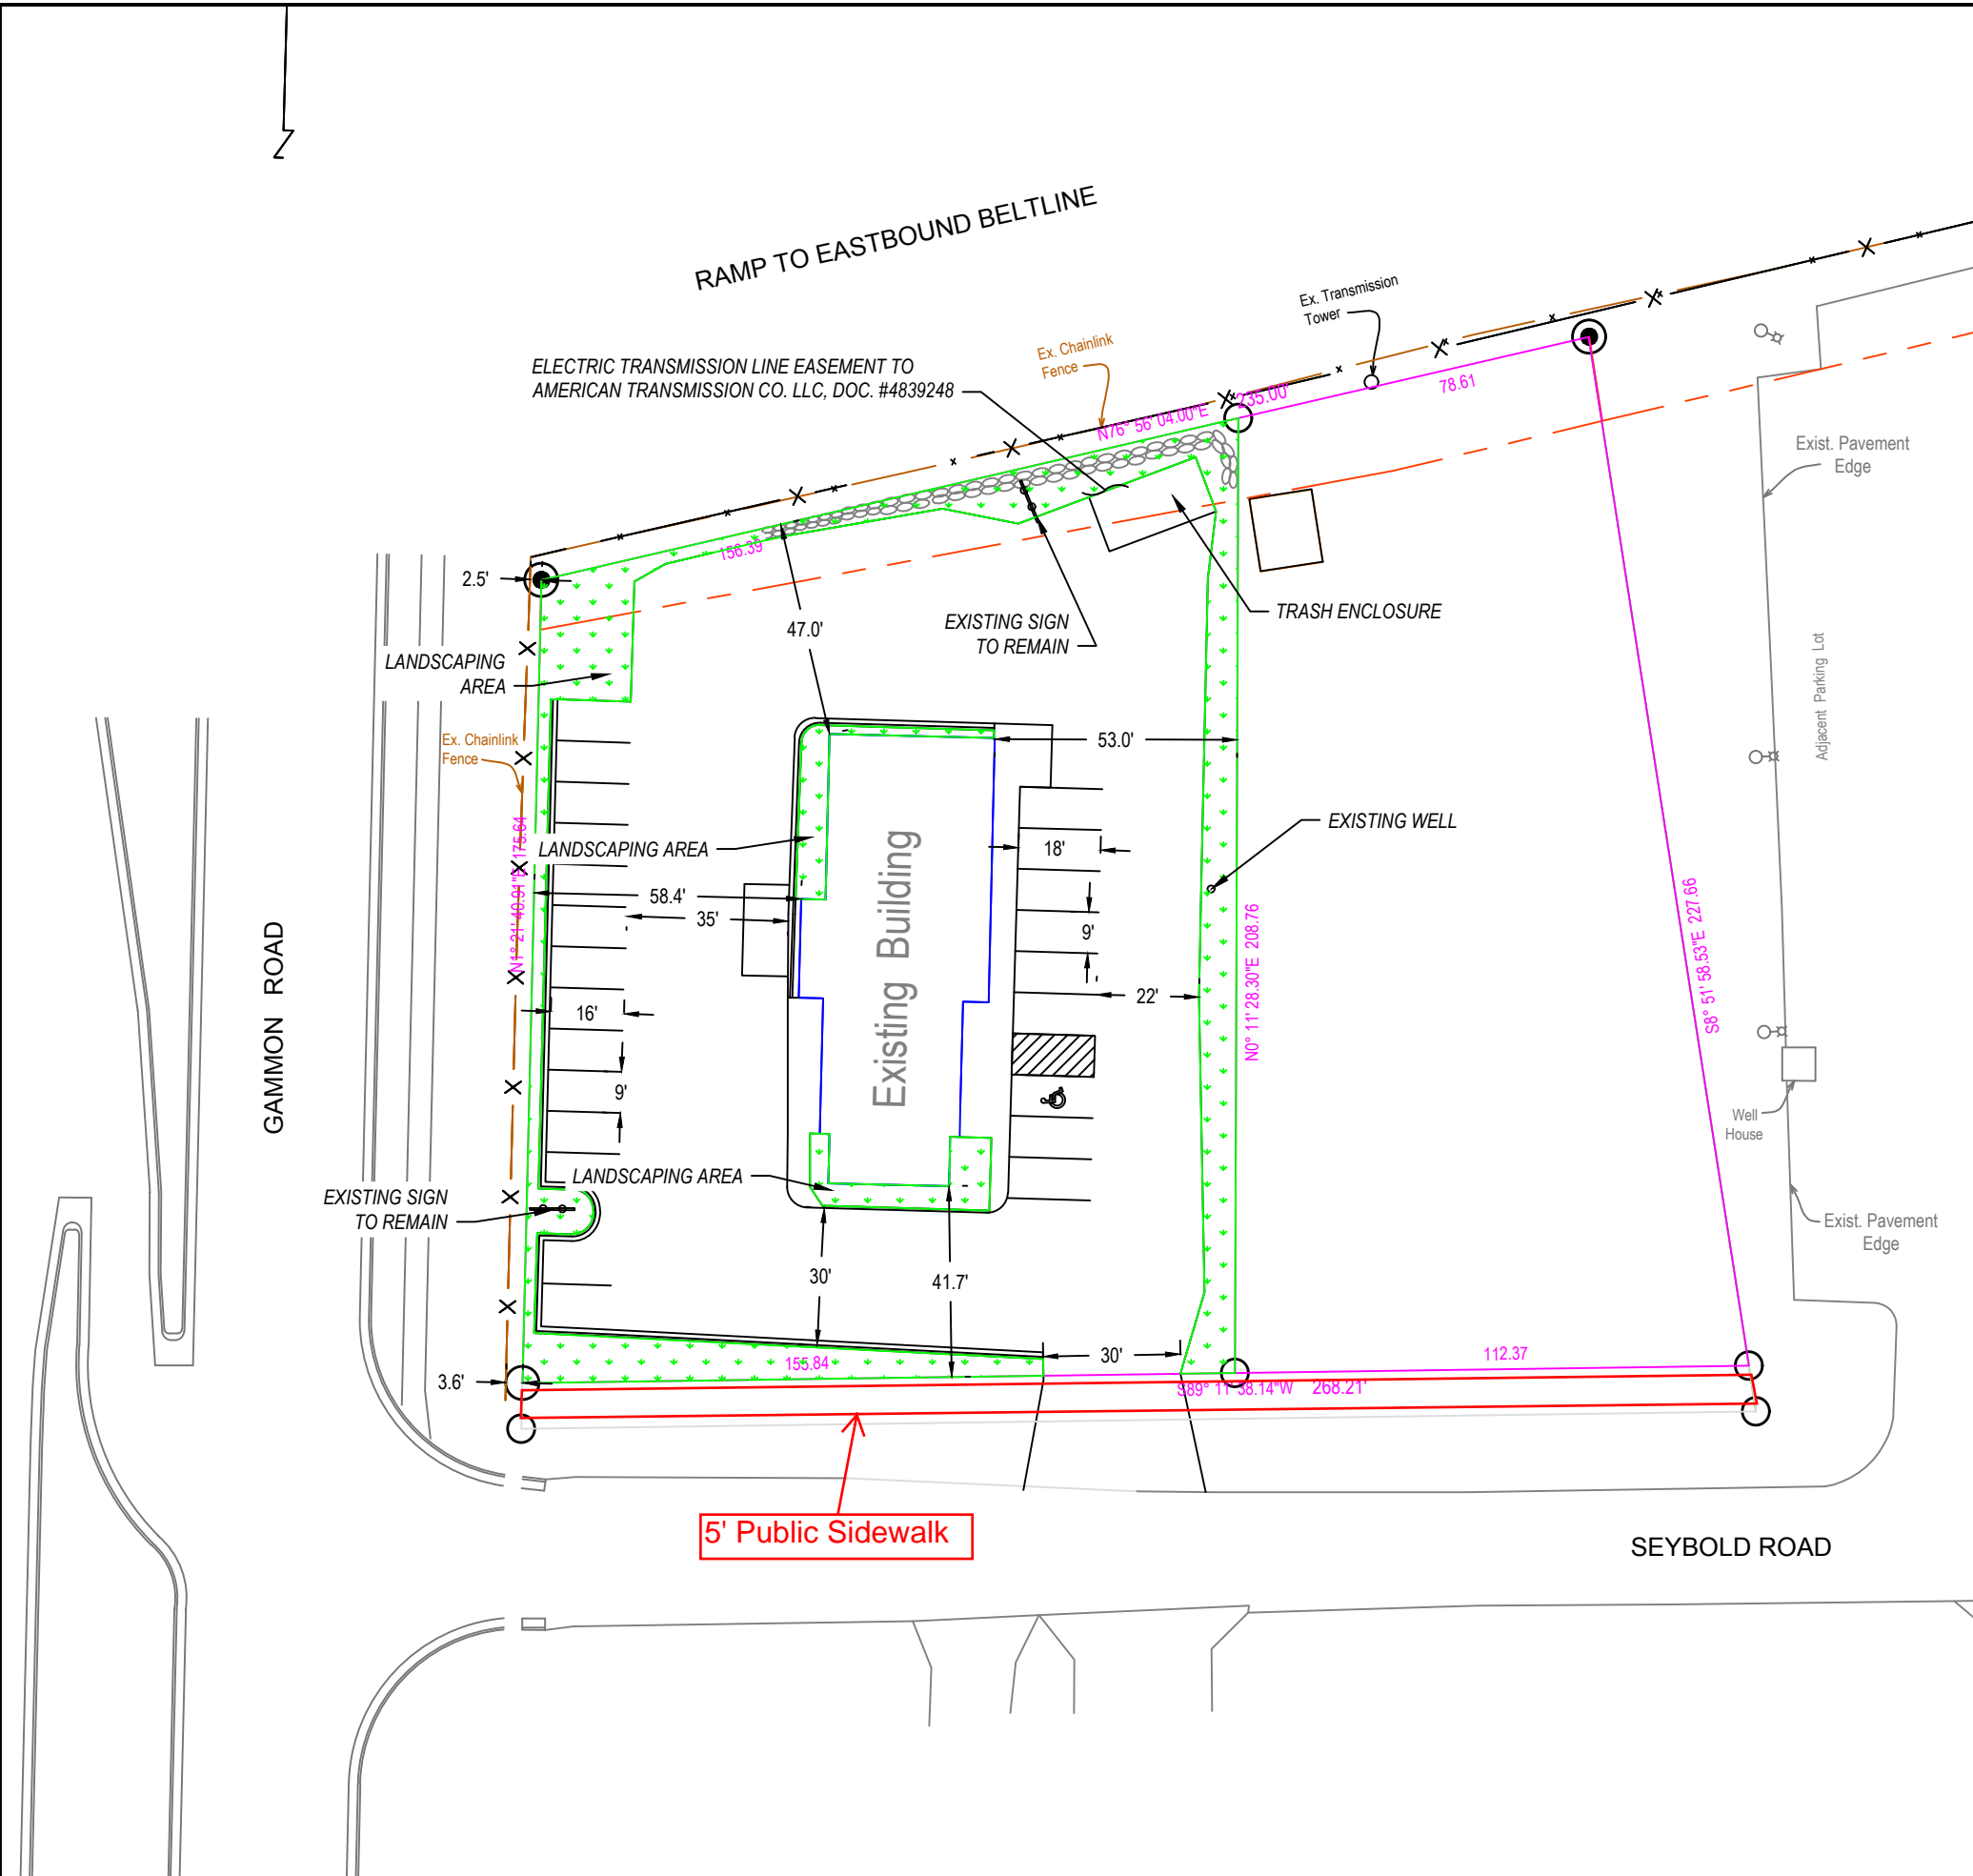 RAMP TO EASTBOUND BELTLINE
Ex. Transmission
Tower
Ex. Chainlink
Fence
ELECTRIC TRANSMISSION LINE EASEMENT TO
AMERICAN TRANSMISSION CO. LLC, DOC. #4839248
N76° 56' 04.00"E
235.00'
78.61
Exist. Pavement
Edge
156.39
2.5'
47.0'
EXISTING SIGN
TO REMAIN
TRASH ENCLOSURE
LANDSCAPING
AREA
Adjacent Parking Lot
Ex. Chainlink
Fence
53.0'
EXISTING WELL
N1° 21' 40.91"E 175.64
LANDSCAPING AREA
18'
Existing Building
58.4'
35'
9'
S8° 51' 58.53"E 227.66
N0° 11' 28.30"E 208.76
GAMMON ROAD
22'
16'
9'
Well
House
LANDSCAPING AREA
EXISTING SIGN
TO REMAIN
Exist. Pavement
Edge
30'
41.7'
155.84
30'
112.37
3.6'
S89° 11' 38.14"W 268.21'
5' Public Sidewalk
SEYBOLD ROAD